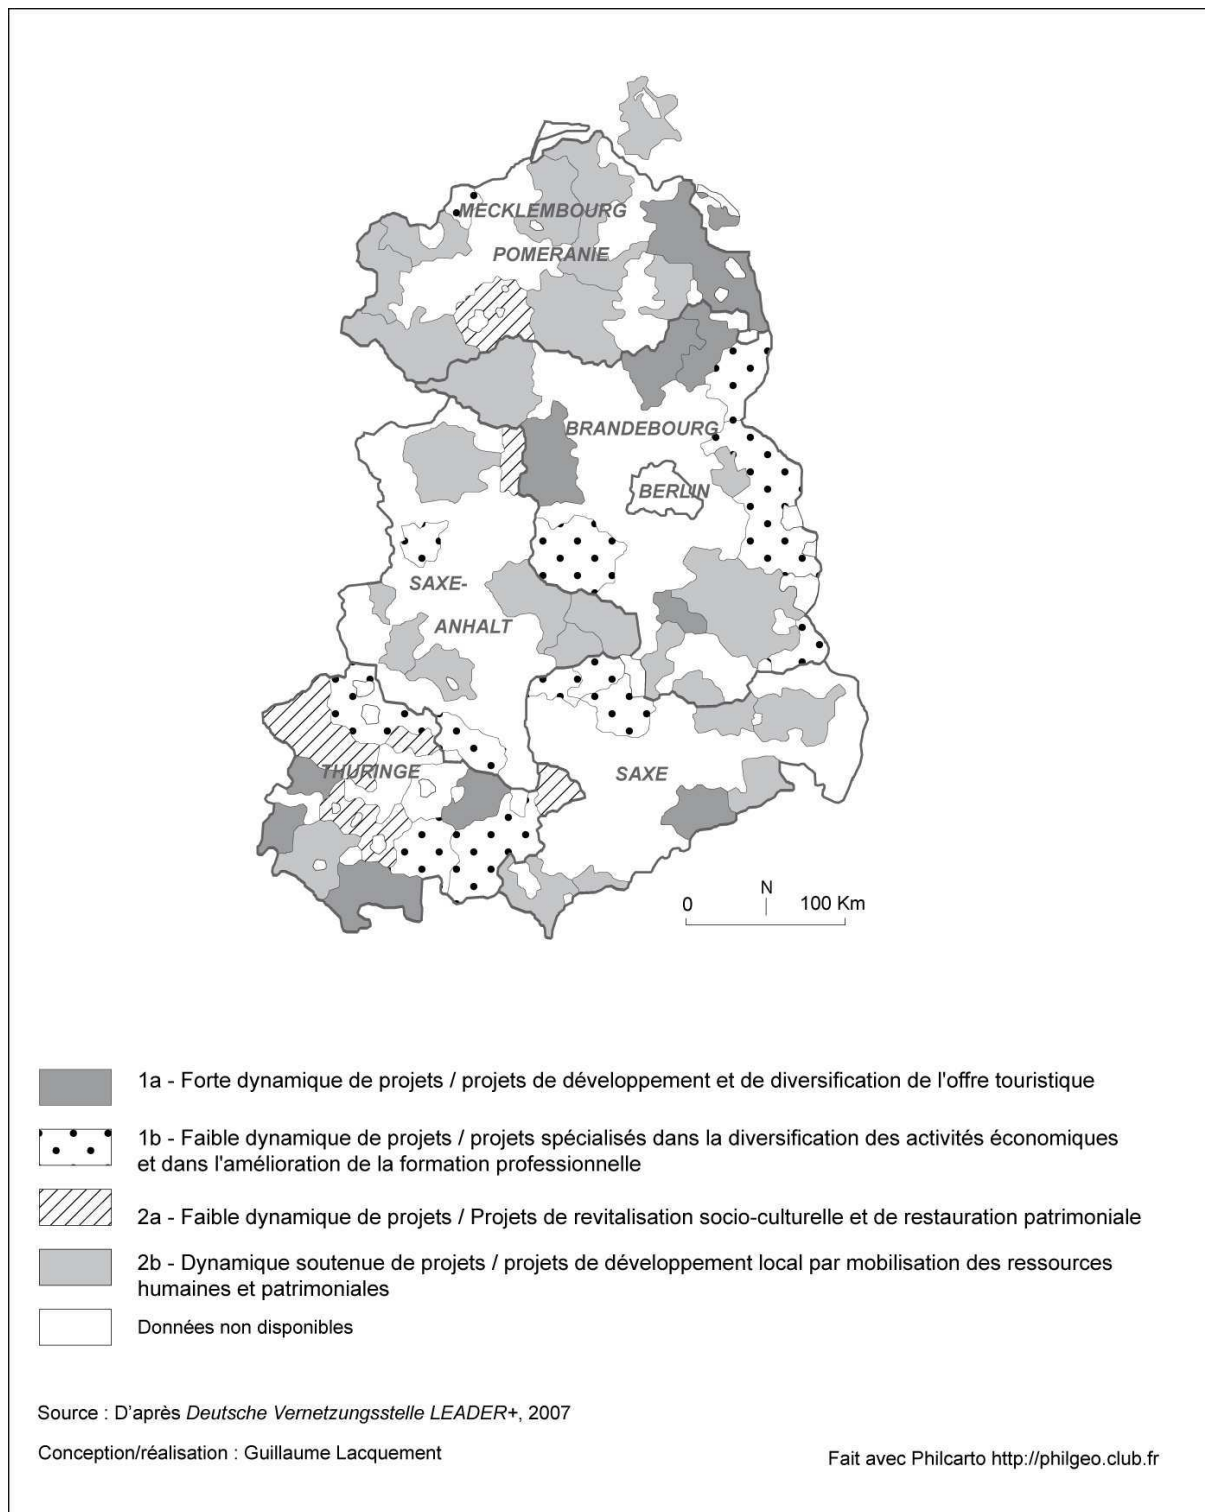 MECKLEMBOURG
POMERANIE
BRANDEBOURG
BERLIN
SAXE-
ANHALT
THURINGE
SAXE
N
0 100 Km
1a - Forte dynamique de projets / projets de développement et de diversification de l'offre touristique
1b - Faible dynamique de projets / projets spécialisés dans la diversification des activités économiques
et dans l'amélioration de la formation professionnelle
2a - Faible dynamique de projets / Projets de revitalisation socio-culturelle et de restauration patrimoniale
2b - Dynamique soutenue de projets / projets de développement local par mobilisation des ressources
humaines et patrimoniales
Données non disponibles
Source : D'après Deutsche Vernetzungsstelle LEADER+, 2007
Conception/réalisation : Guillaume Lacquement
Fait avec Philcarto http://philgeo.club.fr